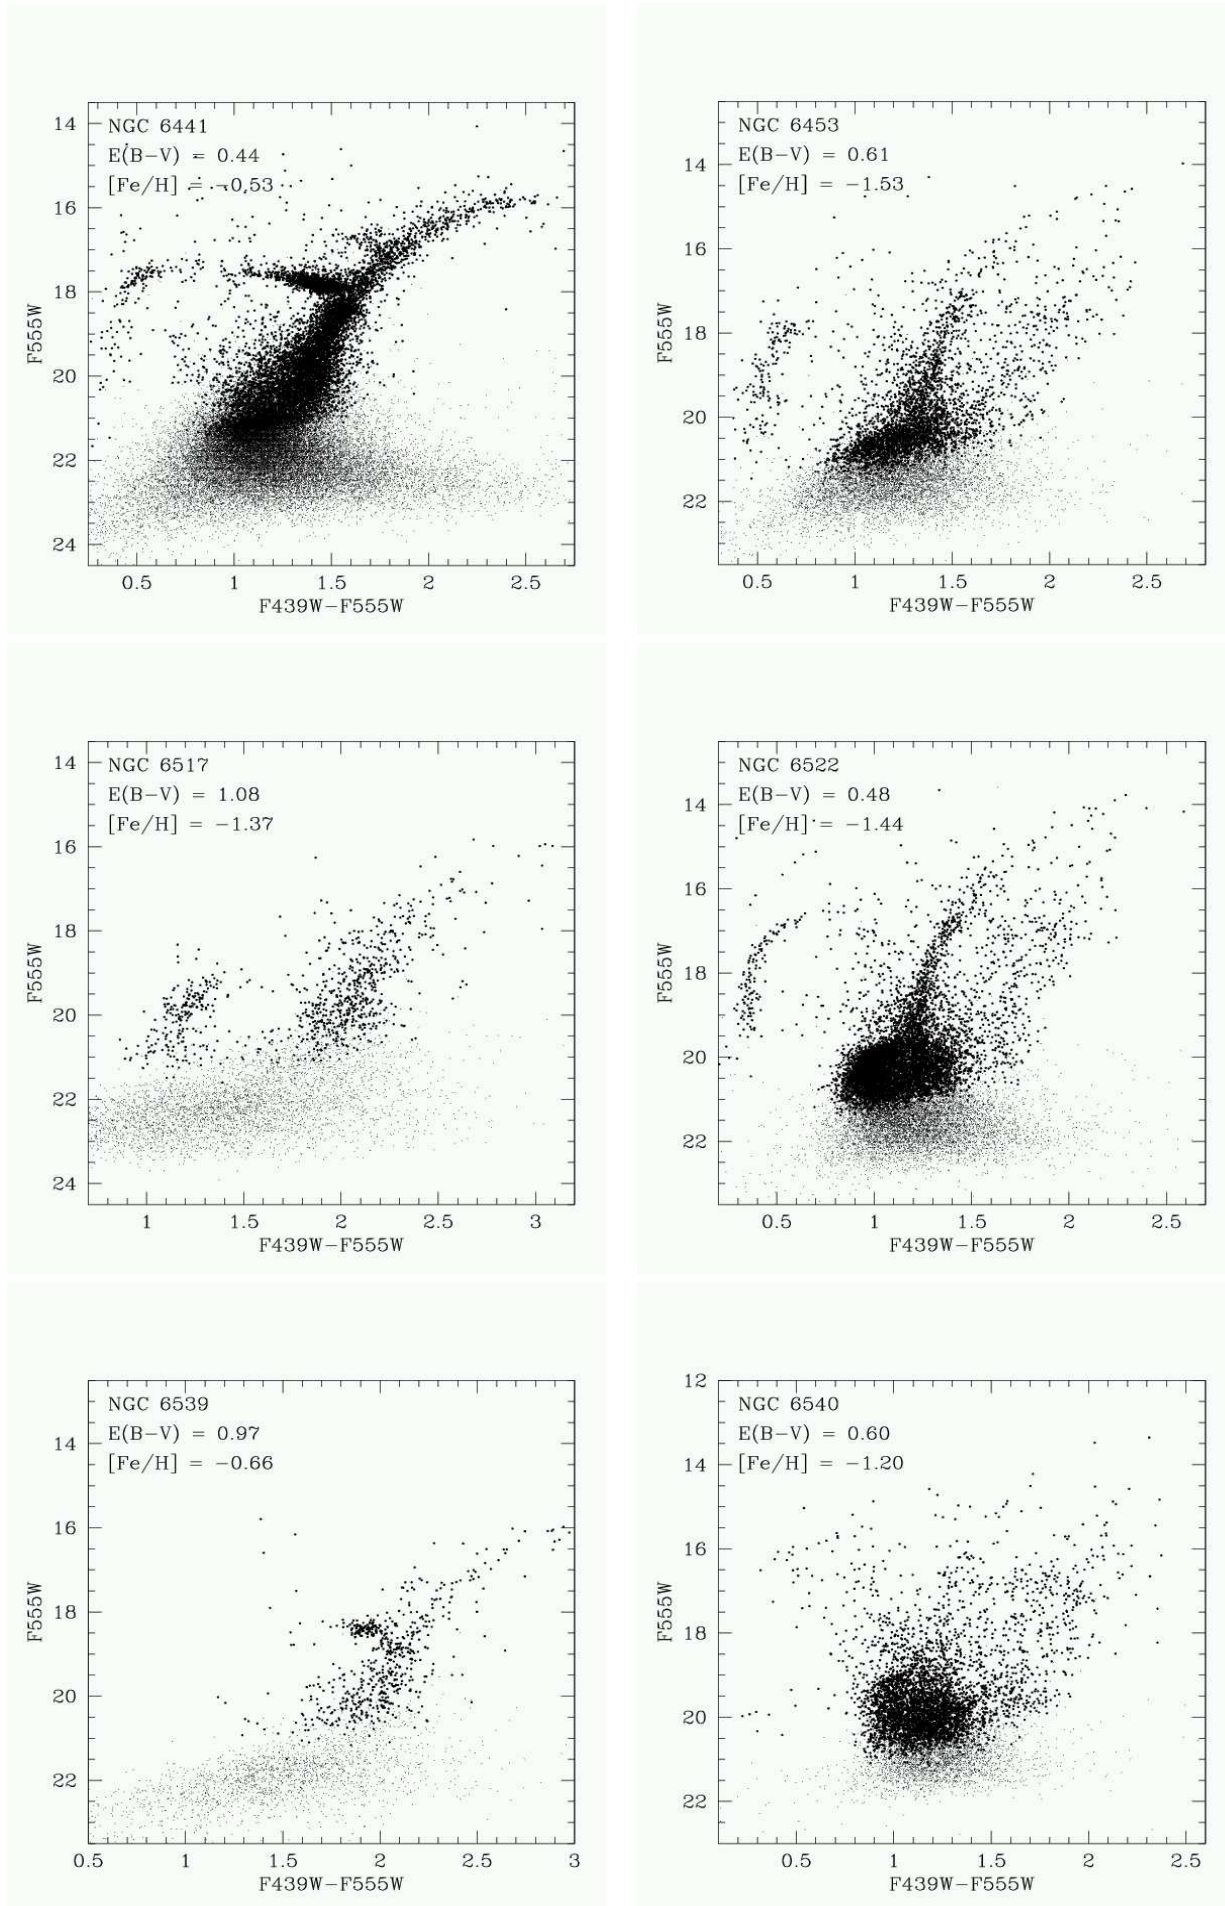 NGC 6441
E(B−V) = 0.44
[Fe/H] = −0.53
14
16
18
20
22
24
F555W
0.5 1 1.5 2 2.5
F439W−F555W
NGC 6453
E(B−V) = 0.61
[Fe/H] = −1.53
14
16
18
20
22
F555W
0.5 1 1.5 2 2.5
F439W−F555W
NGC 6517
E(B−V) = 1.08
[Fe/H] = −1.37
14
16
18
20
22
24
F555W
1 1.5 2 2.5 3
F439W−F555W
NGC 6522
E(B−V) = 0.48
[Fe/H] = −1.44
14
16
18
20
22
F555W
0.5 1 1.5 2 2.5
F439W−F555W
NGC 6539
E(B−V) = 0.97
[Fe/H] = −0.66
14
16
18
20
22
F555W
0.5 1 1.5 2 2.5 3
F439W−F555W
12
NGC 6540
E(B−V) = 0.60
[Fe/H] = −1.20
14
16
18
20
22
F555W
0.5 1 1.5 2 2.5
F439W−F555W